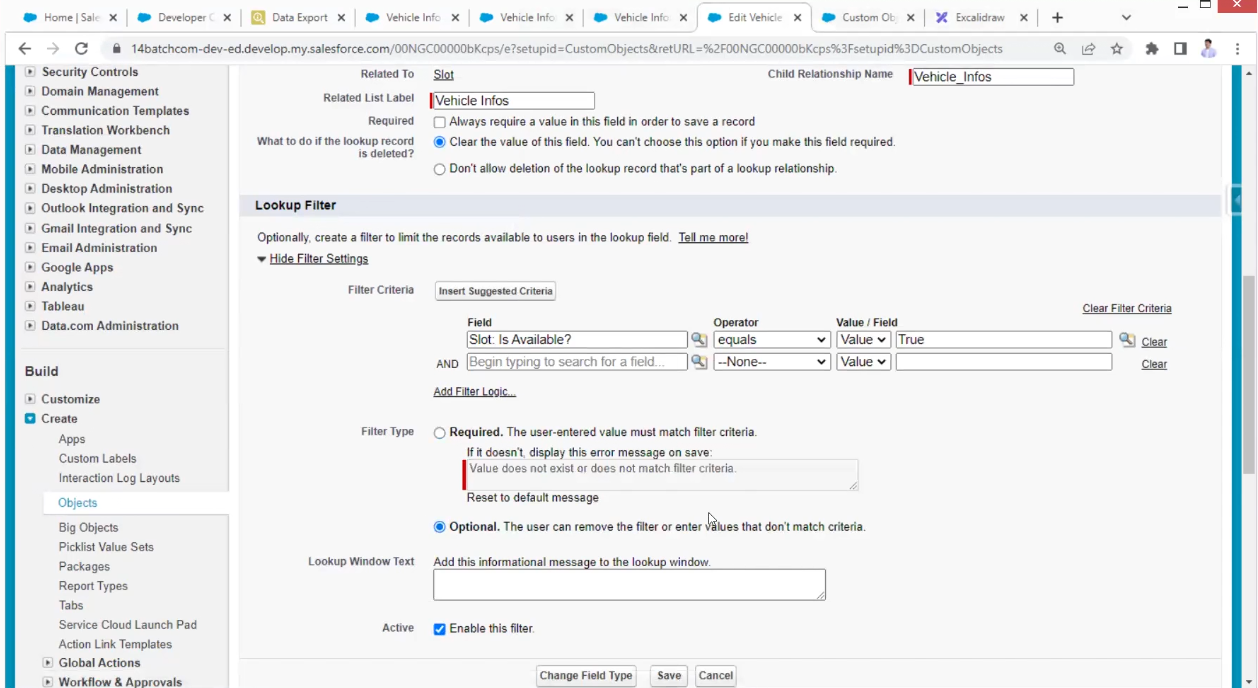 Home | Sale
Developer C
Data Export
Vehicle Info
Vehicle Info
Vehicle Info
Edit Vehicle
Custom Obj
Excalidraw
14batchcom-dev-ed.develop.my.salesforce.com/00NGC00000bKcps/e?setupid=CustomObjects&retURL=%2F00NGC00000bKcps%3Fsetupid%3DCustomObjects
Security Controls
Domain Management
Communication Templates
Translation Workbench
Data Management
Mobile Administration
Desktop Administration
Outlook Integration and Sync
Gmail Integration and Sync
Email Administration
Google Apps
Analytics
Tableau
Data.com Administration
Build
Customize
Create
Apps
Custom Labels
Interaction Log Layouts
Objects
Big Objects
Picklist Value Sets
Packages
Report Types
Tabs
Service Cloud Launch Pad
Action Link Templates
Global Actions
Workflow & Approvals
Related To Slot Child Relationship Name Vehicle_Infos
Related List Label Vehicle Infos
Required Always require a value in this field in order to save a record
What to do if the lookup record is deleted? Clear the value of this field. You can't choose this option if you make this field required.
Don't allow deletion of the lookup record that's part of a lookup relationship.
Lookup Filter
Optionally, create a filter to limit the records available to users in the lookup field. Tell me more!
Hide Filter Settings
Filter Criteria Insert Suggested Criteria
Clear Filter Criteria
Field Operator Value / Field
Slot: Is Available? equals Value True Clear
AND Begin typing to search for a field... --None-- Value Clear
Add Filter Logic...
Filter Type Required. The user-entered value must match filter criteria.
If it doesn't, display this error message on save:
Value does not exist or does not match filter criteria.
Reset to default message
Optional. The user can remove the filter or enter values that don't match criteria.
Lookup Window Text Add this informational message to the lookup window.
Active Enable this filter.
Change Field Type Save Cancel